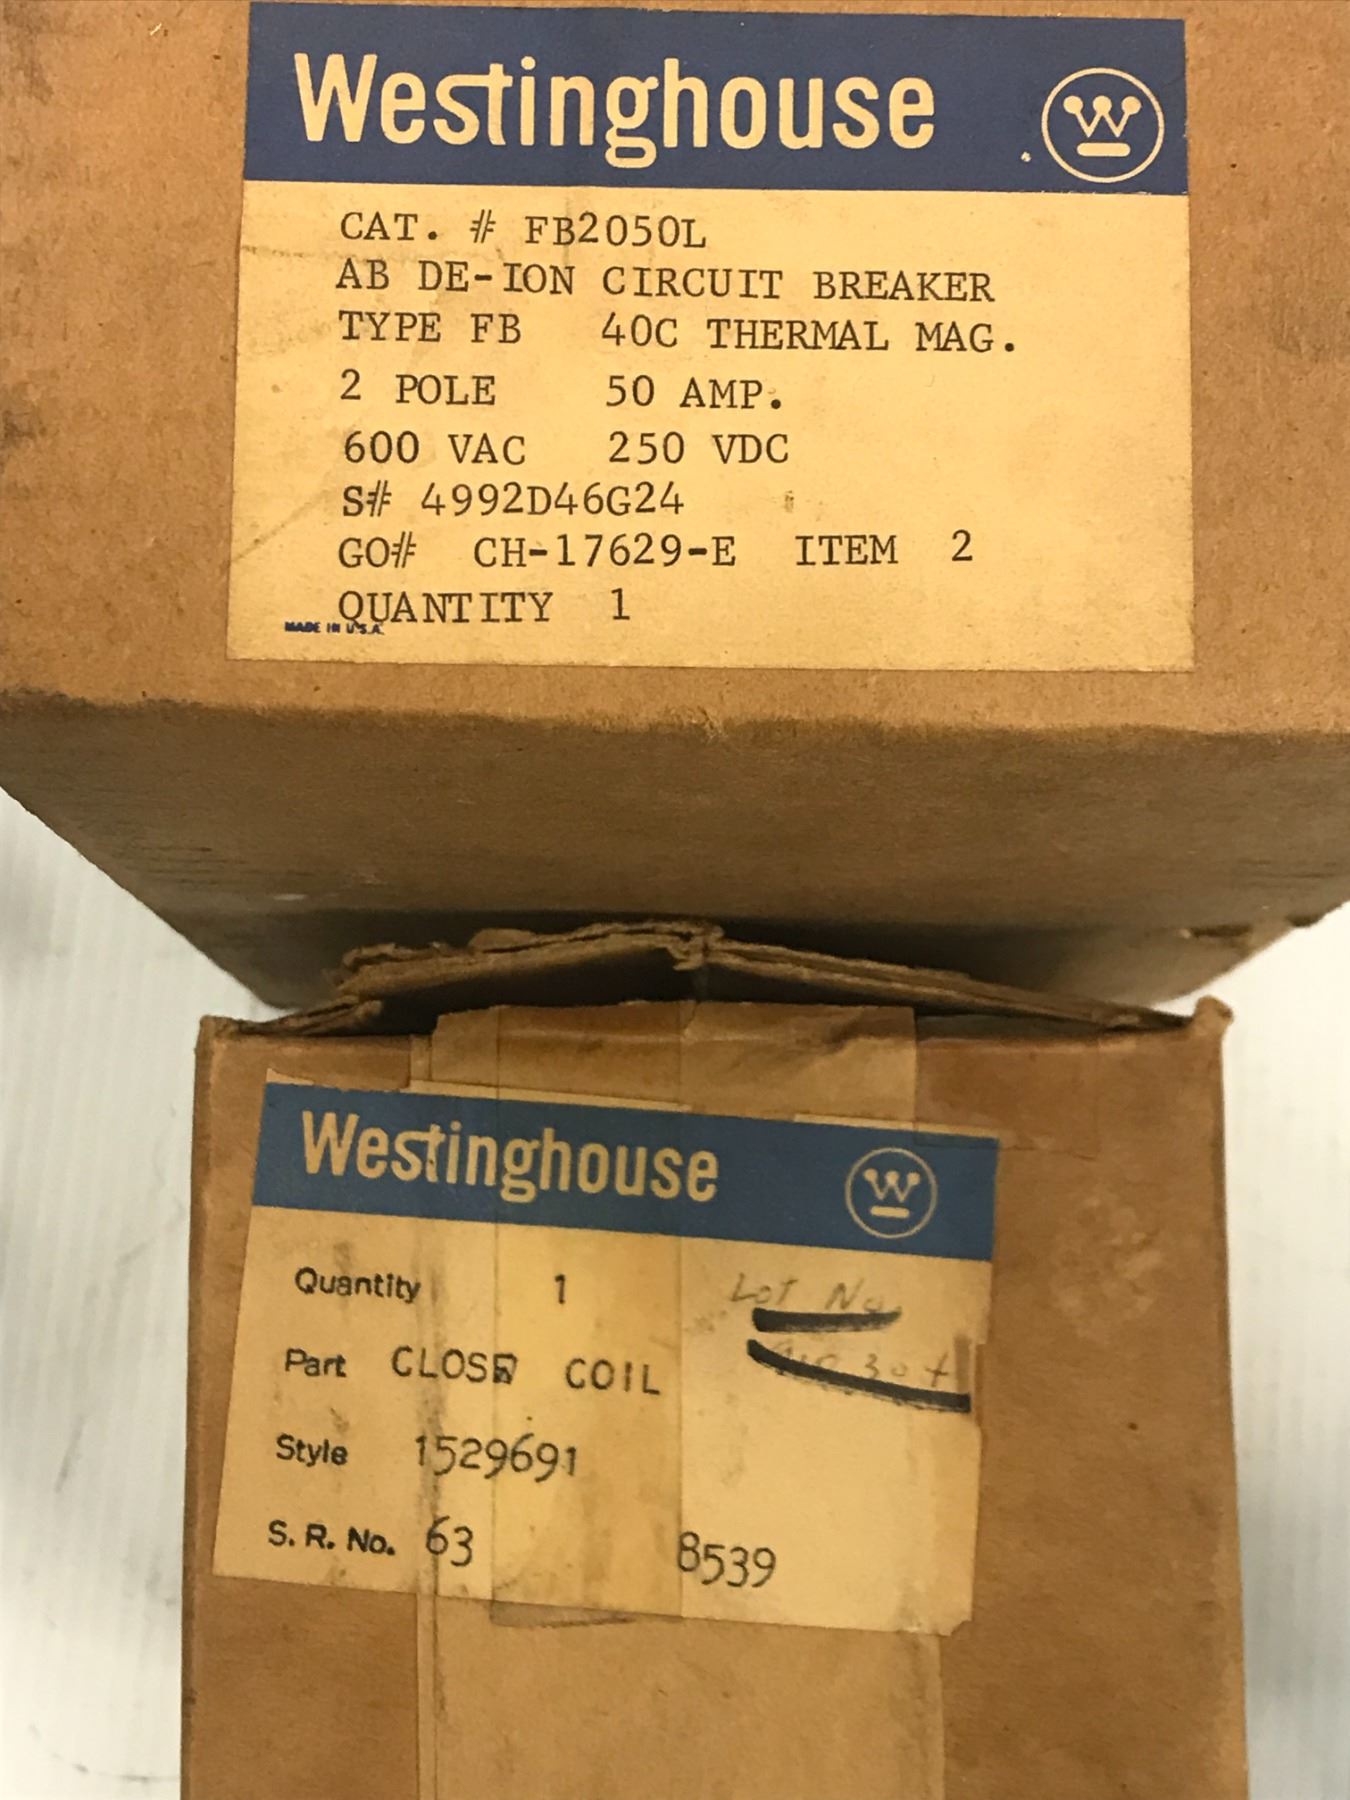 Westinghouse
W
CAT. # FB2050L
AB DE-ION CIRCUIT BREAKER
TYPE FB 40C THERMAL MAG.
2 POLE 50 AMP.
600 VAC 250 VDC
S# 4992D46G24
GO# CH-17629-E ITEM 2
QUANTITY 1
MADE IN U.S.A.
Westinghouse
W
Quantity 1
Lot No.
Part CLOSE COIL
Style 1529691
S. R. No. 63 8539